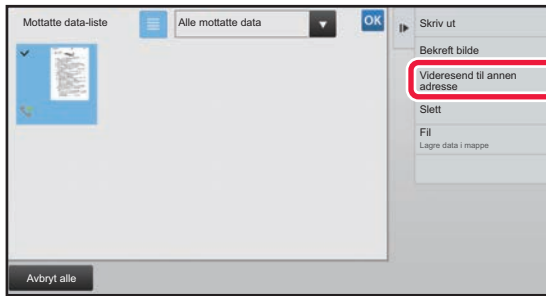 Mottatte data-liste
Alle mottatte data
OK
Skriv ut
Bekreft bilde
Videresend til annen
adresse
Slett
Fil
Lagre data i mappe
Avbryt alle